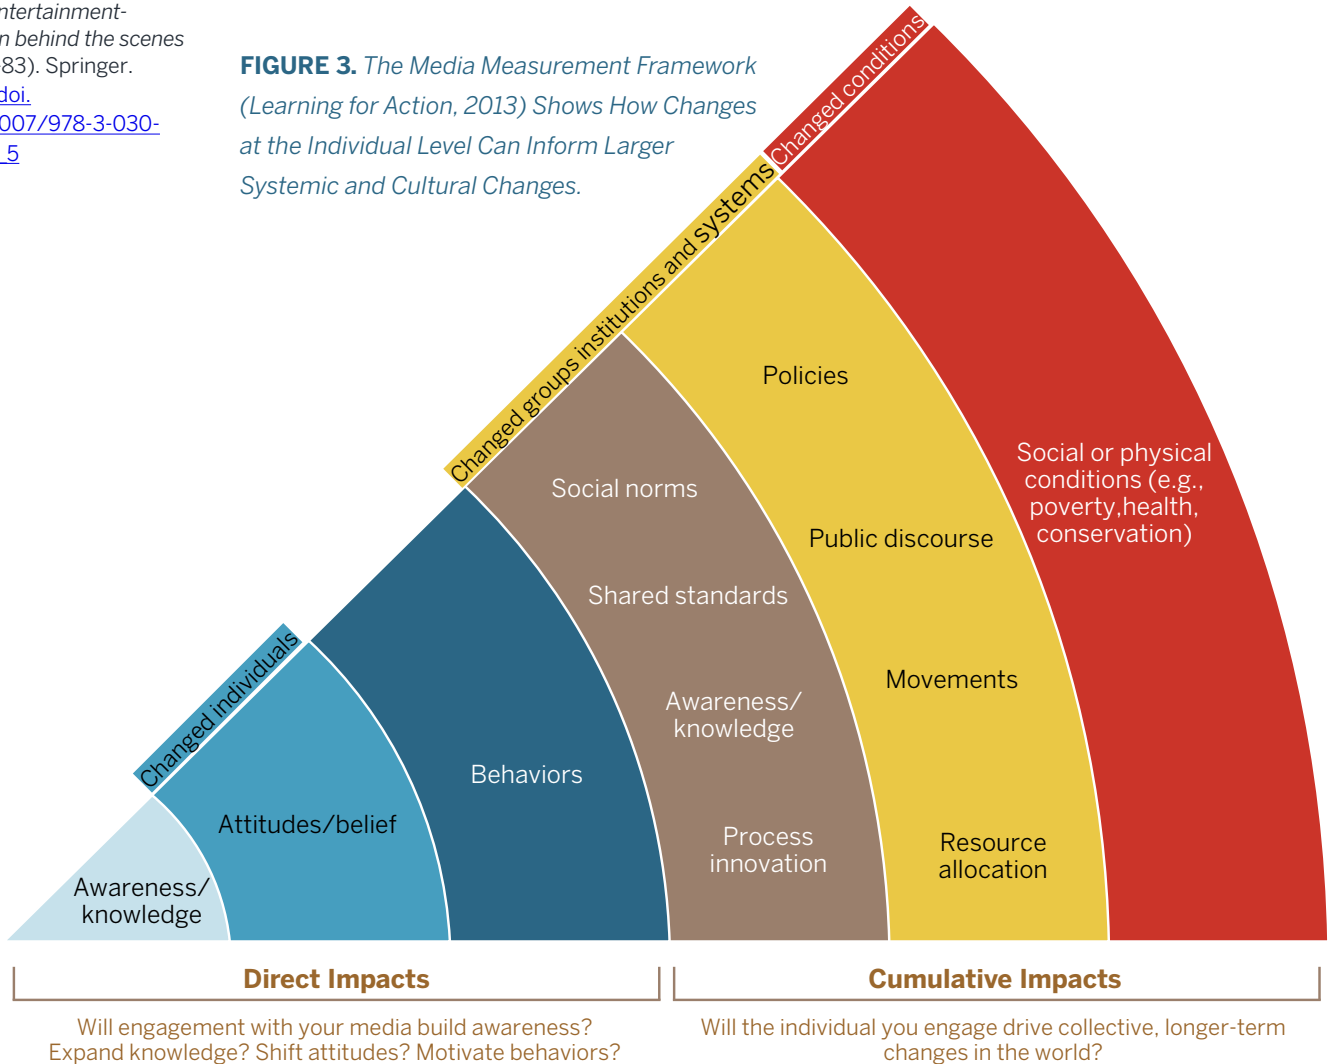 ntertainment-
n behind the scenes
-83). Springer.
doi.
007/978-3-030-
_5
FIGURE 3. The Media Measurement Framework
(Learning for Action, 2013) Shows How Changes
at the Individual Level Can Inform Larger
Systemic and Cultural Changes.
Changed conditions
Changed groups institutions and systems
Changed individuals
Policies
Social or physical
conditions (e.g.,
poverty,health,
conservation)
Social norms
Public discourse
Shared standards
Movements
Awareness/
knowledge
Behaviors
Attitudes/belief
Process
innovation
Resource
allocation
Awareness/
knowledge
Direct Impacts
Will engagement with your media build awareness?
Expand knowledge? Shift attitudes? Motivate behaviors?
Cumulative Impacts
Will the individual you engage drive collective, longer-term
changes in the world?